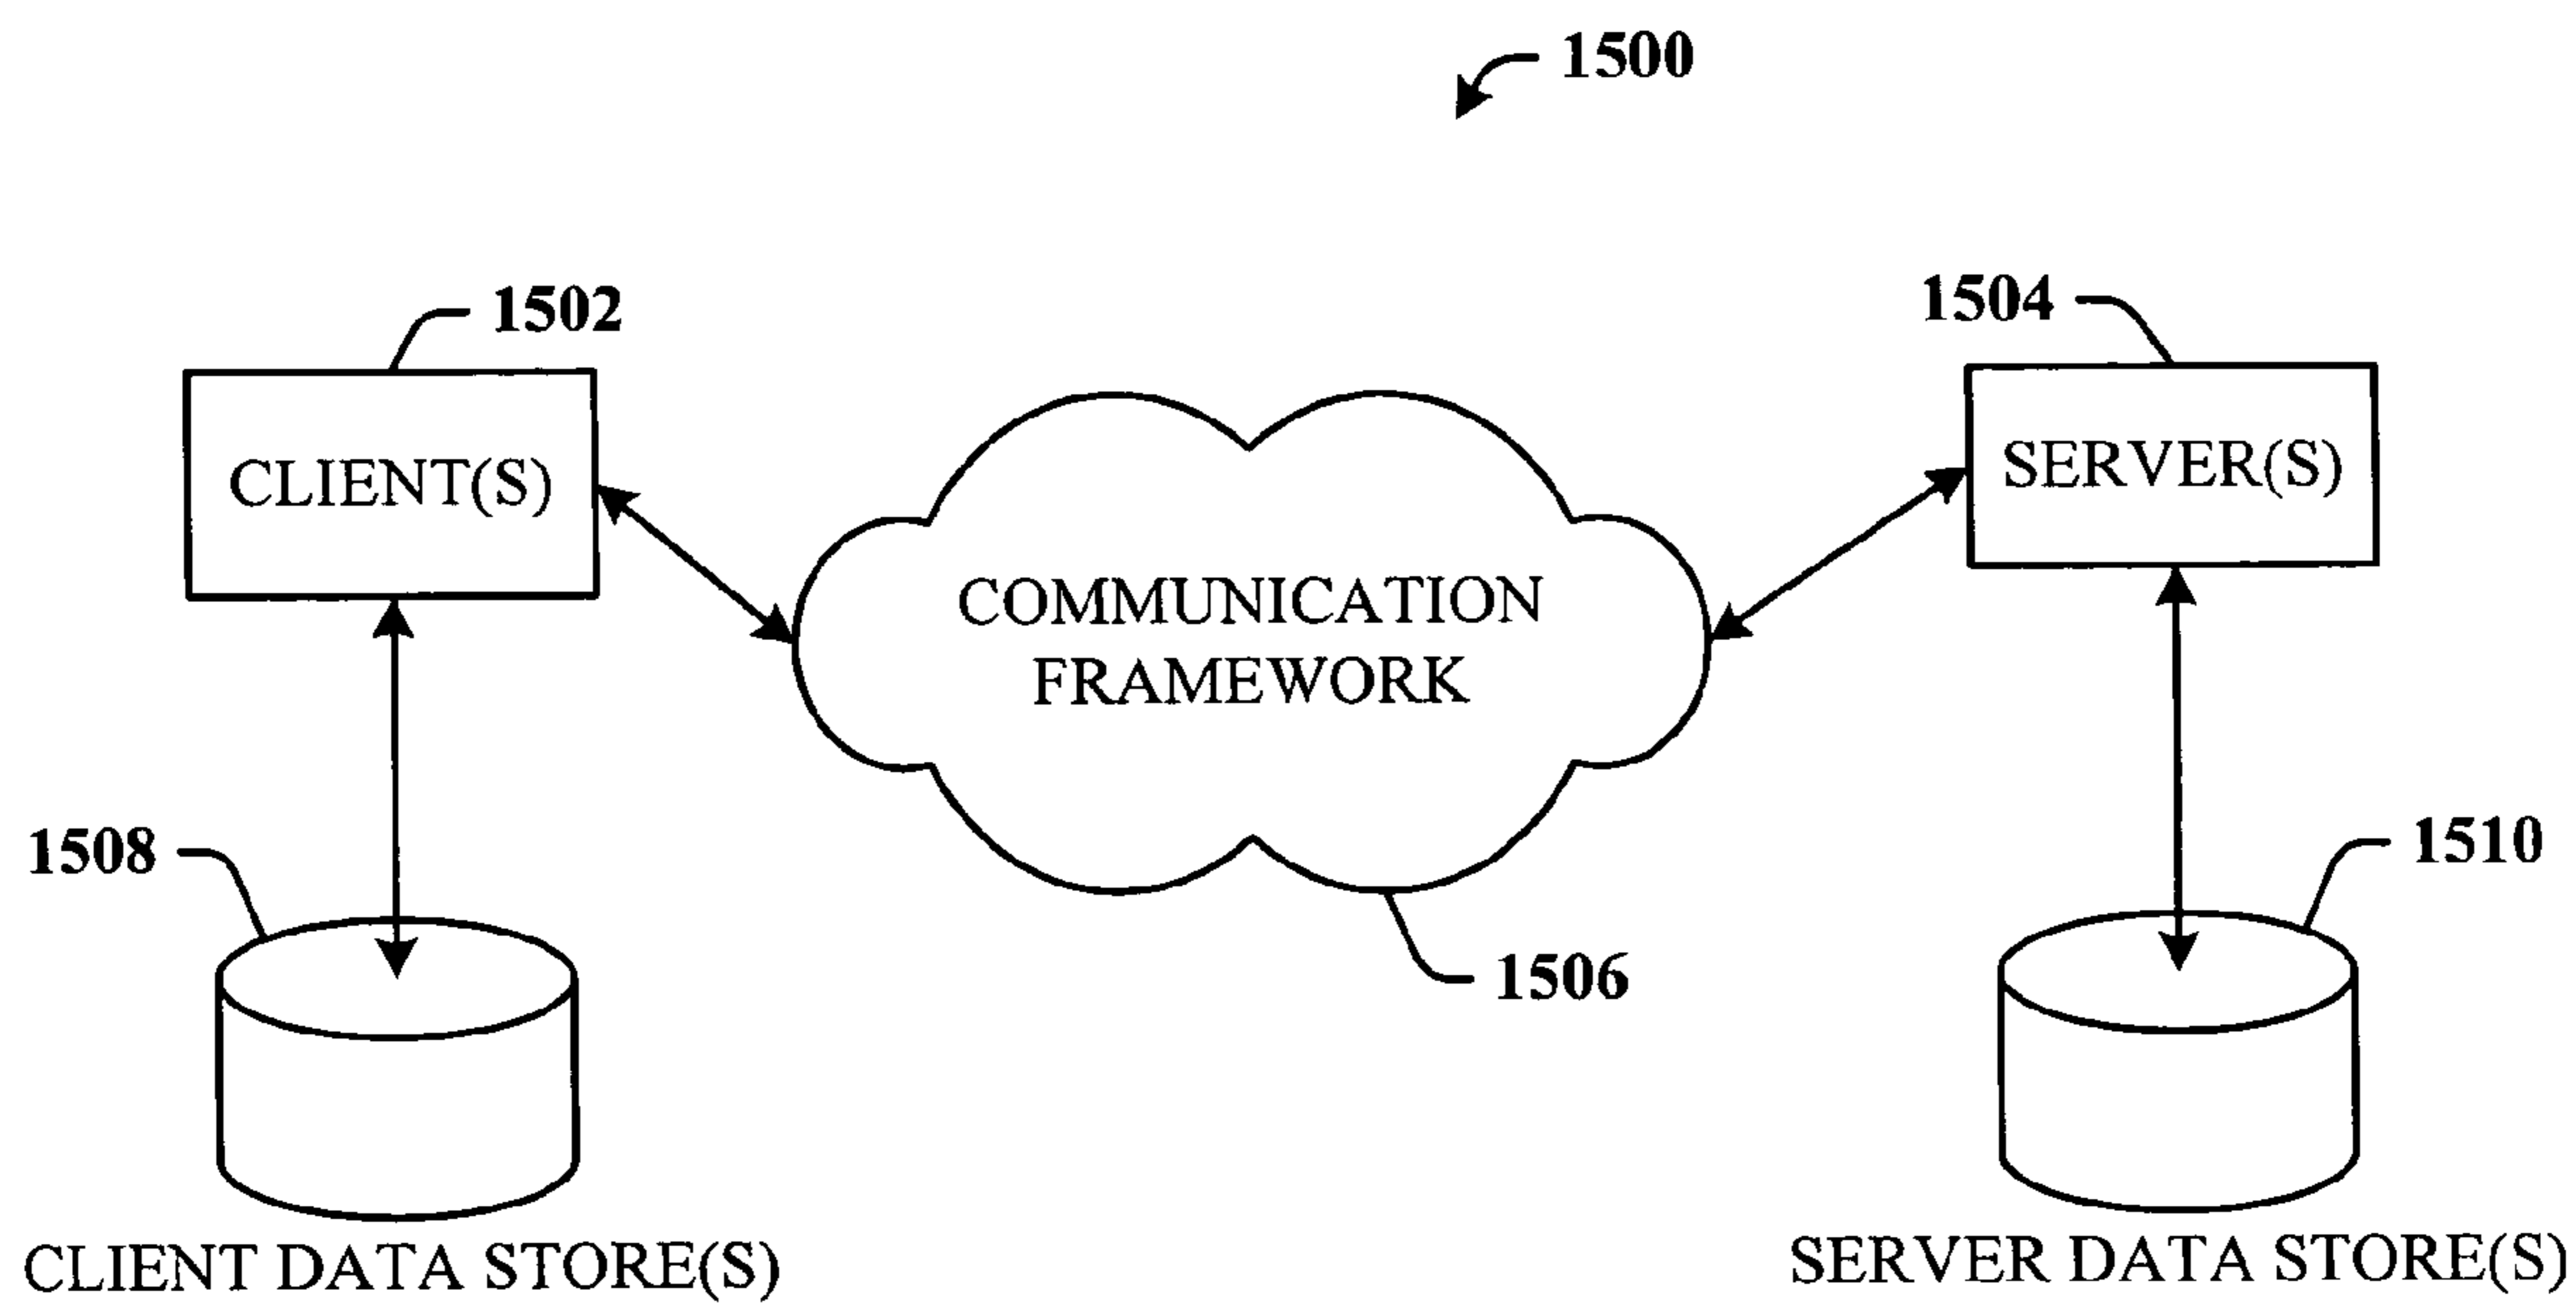 1500
1502
1504
CLIENT(S)
SERVER(S)
COMMUNICATION
FRAMEWORK
1508
1510
1506
CLIENT DATA STORE(S)
SERVER DATA STORE(S)